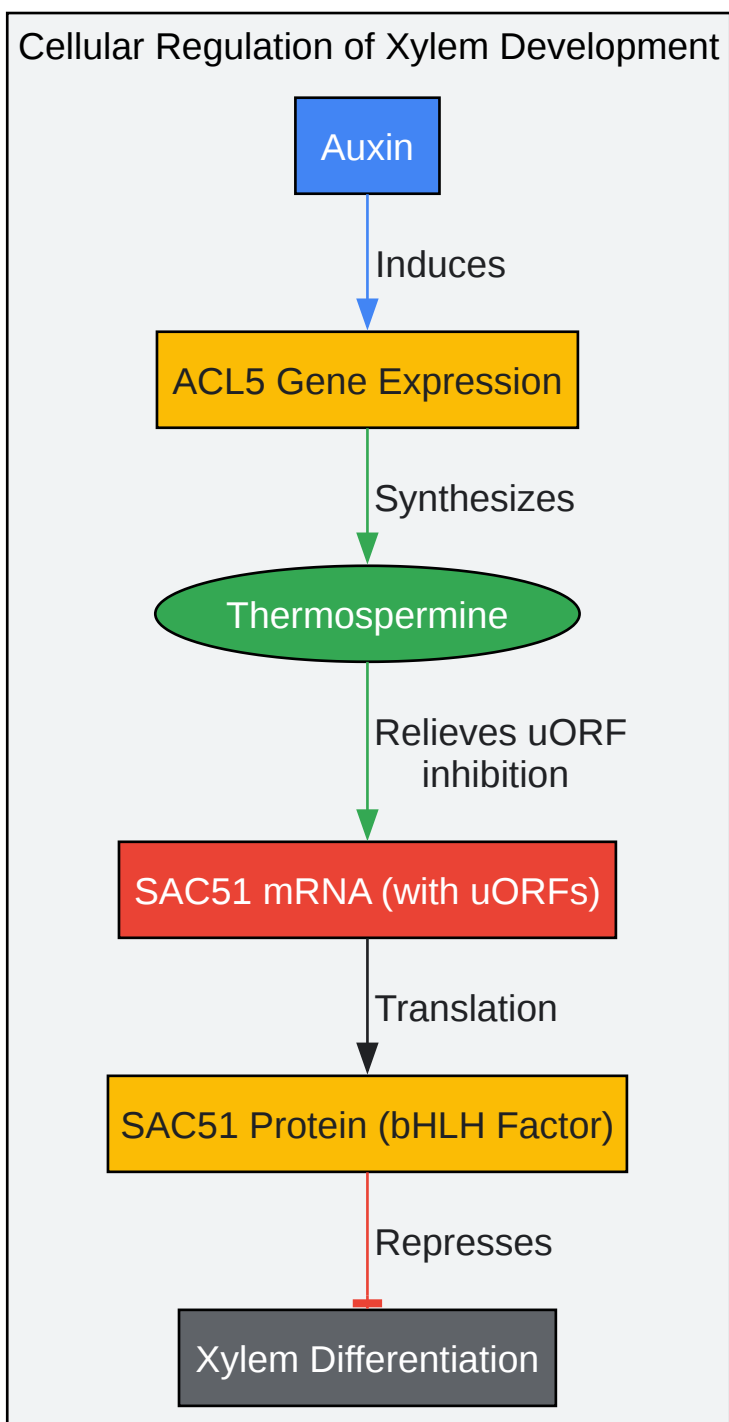 Cellular Regulation of Xylem Development
Auxin
Induces
ACL5 Gene Expression
Synthesizes
Thermospermine
Relieves uORF
inhibition
SAC51 mRNA (with uORFs)
Translation
SAC51 Protein (bHLH Factor)
Represses
Xylem Differentiation